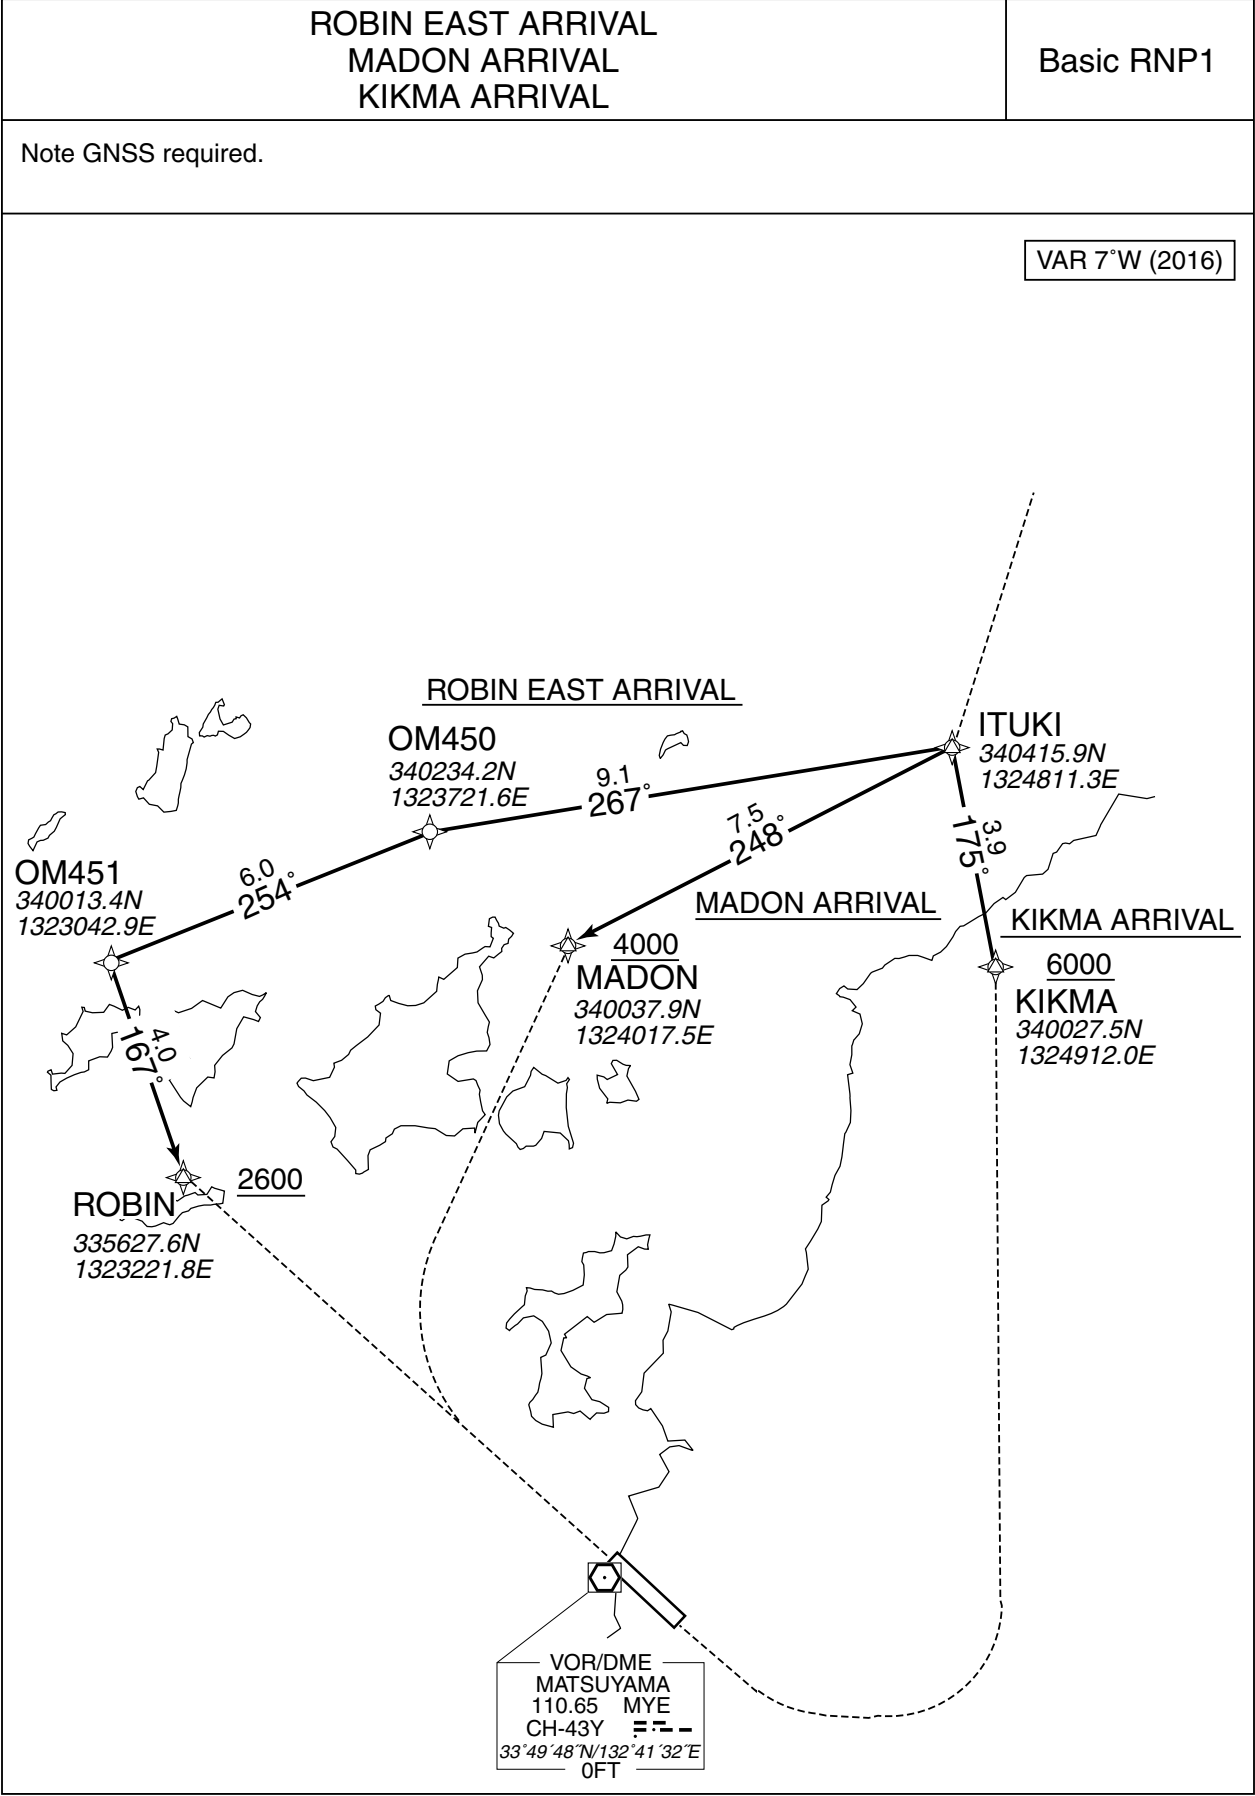 ROBIN EAST ARRIVAL
MADON ARRIVAL
KIKMA ARRIVAL
Basic RNP1
Note GNSS required.
VAR 7˚W (2016)
ROBIN EAST ARRIVAL
ITUKI
340415.9N
1324811.3E
OM450
340234.2N
1323721.6E
9.1
267˚
7.5
248˚
3.9
175˚
OM451
340013.4N
1323042.9E
6.0
254˚
MADON ARRIVAL
KIKMA ARRIVAL
4000
MADON
340037.9N
1324017.5E
6000
KIKMA
340027.5N
1324912.0E
4.0
167˚
2600
ROBIN
335627.6N
1323221.8E
VOR/DME
MATSUYAMA
110.65 MYE
CH-43Y
33˚49´48˝N/132˚41´32˝E
0FT